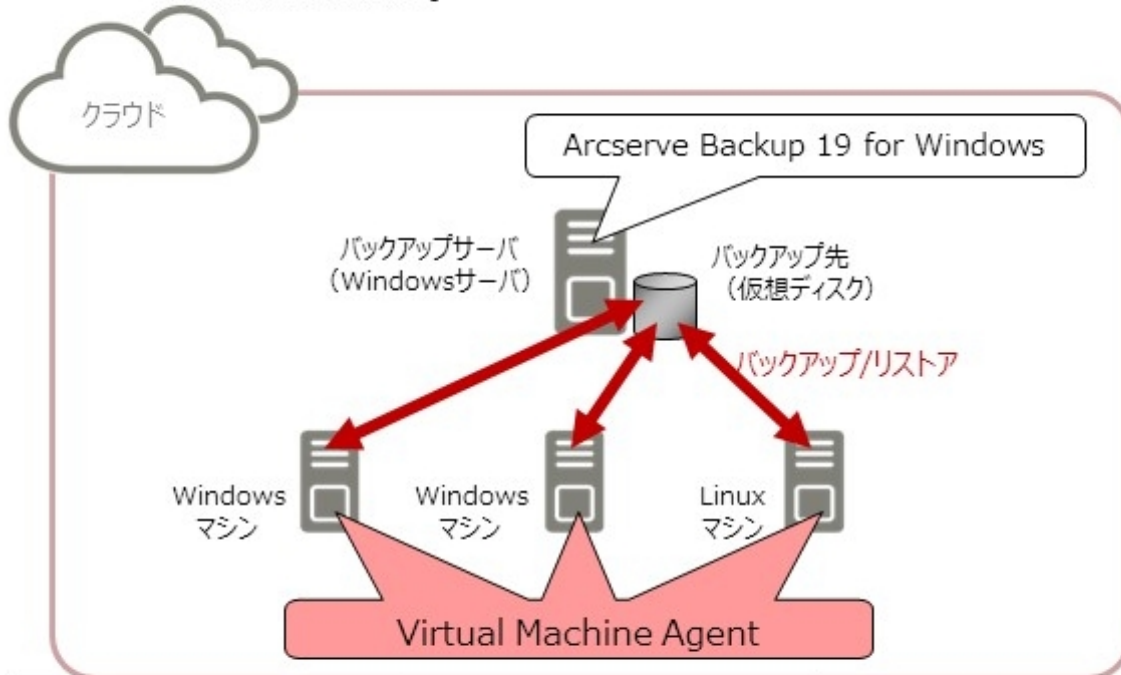 クラウド
Arcserve Backup 19 for Windows
バックアップサーバ
（Windowsサーバ）
バックアップ先
（仮想ディスク）
バックアップ/リストア
Windows
マシン
Windows
マシン
Linux
マシン
Virtual Machine Agent